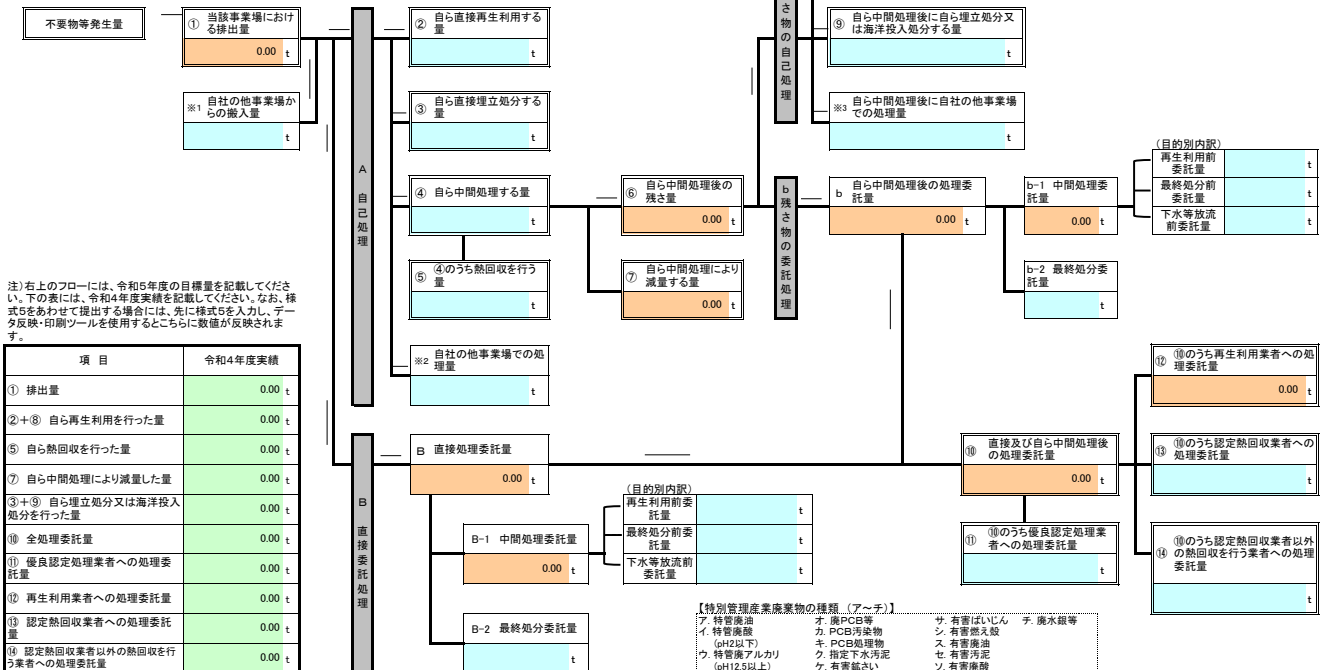 不要物等発生量
① 当該事業場におけ
る排出量
0.00 t
※1 自社の他事業場か
らの搬入量
t
A 自己処理
② 自ら直接再生利用する
量
t
③ 自ら直接埋立処分する
量
t
④ 自ら中間処理する量
t
⑤ ④のうち熱回収を行う
量
t
※2 自社の他事業場での処
理量
t
⑥ 自ら中間処理後の
残さ量
0.00 t
⑦ 自ら中間処理により
減量する量
0.00 t
さ物の自己処理
⑨ 自ら中間処理後に自ら埋立処分又
は海洋投入処分する量
t
※3 自ら中間処理後に自社の他事業場
での処理量
t
b 残さ物の委託処理
b 自ら中間処理後の処理委
託量
0.00 t
b-1 中間処理委
託量
0.00 t
b-2 最終処分委
託量
t
(目的別内訳)
再生利用前
委託量
t
最終処分前
委託量
t
下水等放流
前委託量
t
注)右上のフローには、令和5年度の目標量を記載してくださ
い。下の表には、令和4年度実績を記載してください。なお、様
式5をあわせて提出する場合には、先に様式5を入力し、デー
タ反映・印刷ツールを使用するとこちらに数値が反映されま
す。
項 目 令和4年度実績
① 排出量 0.00 t
②+⑧ 自ら再生利用を行った量 0.00 t
⑤ 自ら熱回収を行った量 0.00 t
⑦ 自ら中間処理により減量した量 0.00 t
③+⑨ 自ら埋立処分又は海洋投入
処分を行った量 0.00 t
⑩ 全処理委託量 0.00 t
⑪ 優良認定処理業者への処理委
託量 0.00 t
⑫ 再生利用業者への処理委託量 0.00 t
⑬ 認定熱回収業者への処理委託
量 0.00 t
⑭ 認定熱回収業者以外の熱回収を行
う業者への処理委託量 0.00 t
B 直接委託処理
B 直接処理委託量
0.00 t
B-1 中間処理委託量
0.00 t
B-2 最終処分委託量
t
(目的別内訳)
再生利用前委
託量
t
最終処分前委
託量
t
下水等放流前
委託量
t
⑩ 直接及び自ら中間処理後
の処理委託量
0.00 t
⑪ ⑩のうち優良認定処理業
者への処理委託量
t
⑫ ⑩のうち再生利用業者への処
理委託量
0.00 t
⑬ ⑩のうち認定熱回収業者への
処理委託量
t
⑭ ⑩のうち認定熱回収業者以外
の熱回収を行う業者への処理
委託量
t
【特別管理産業廃棄物の種類 (ア~チ)】
ア. 特管廃油
イ. 特管廃酸
(pH2以下)
ウ. 特管廃アルカリ
(pH12.5以上)
オ. 廃PCB等
カ. PCB汚染物
キ. PCB処理物
ク. 指定下水汚泥
ケ. 有害鉱さい
サ. 有害ばいじん
シ. 有害燃え殻
ス. 有害廃油
セ. 有害汚泥
ソ. 有害廃酸
チ. 廃水銀等